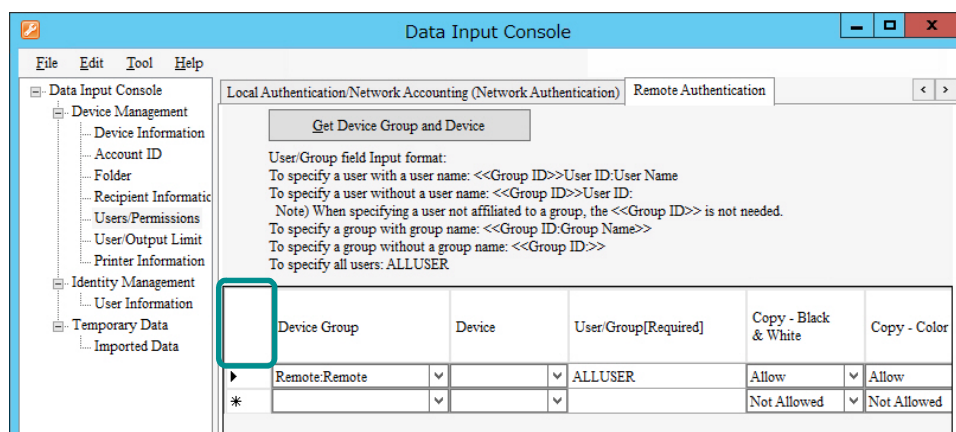 Data Input Console
File Edit Tool Help
Data Input Console
Device Management
Device Information
Account ID
Folder
Recipient Informatic
Users/Permissions
User/Output Limit
Printer Information
Identity Management
User Information
Temporary Data
Imported Data
Local Authentication/Network Accounting (Network Authentication) Remote Authentication
Get Device Group and Device
User/Group field Input format:
To specify a user with a user name: <<Group ID>>User ID:User Name
To specify a user without a user name: <<Group ID>>User ID:
Note) When specifying a user not affiliated to a group, the <<Group ID>> is not needed.
To specify a group with group name: <<Group ID:Group Name>>
To specify a group without a group name: <<Group ID:>>
To specify all users: ALLUSER
Device Group Device User/Group[Required] Copy - Black & White Copy - Color
Remote:Remote ALLUSER Allow Allow
Not Allowed Not Allowed